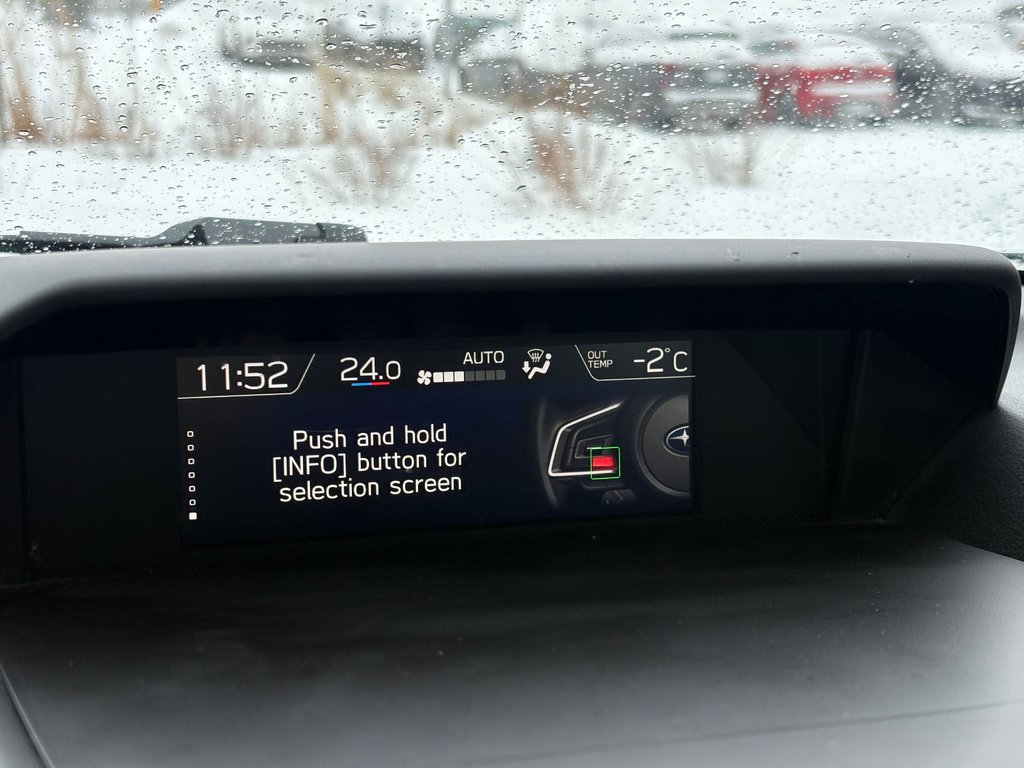 11:52
24.0
AUTO
OUT
TEMP
-2°C
Push and hold
[INFO] button for
selection screen